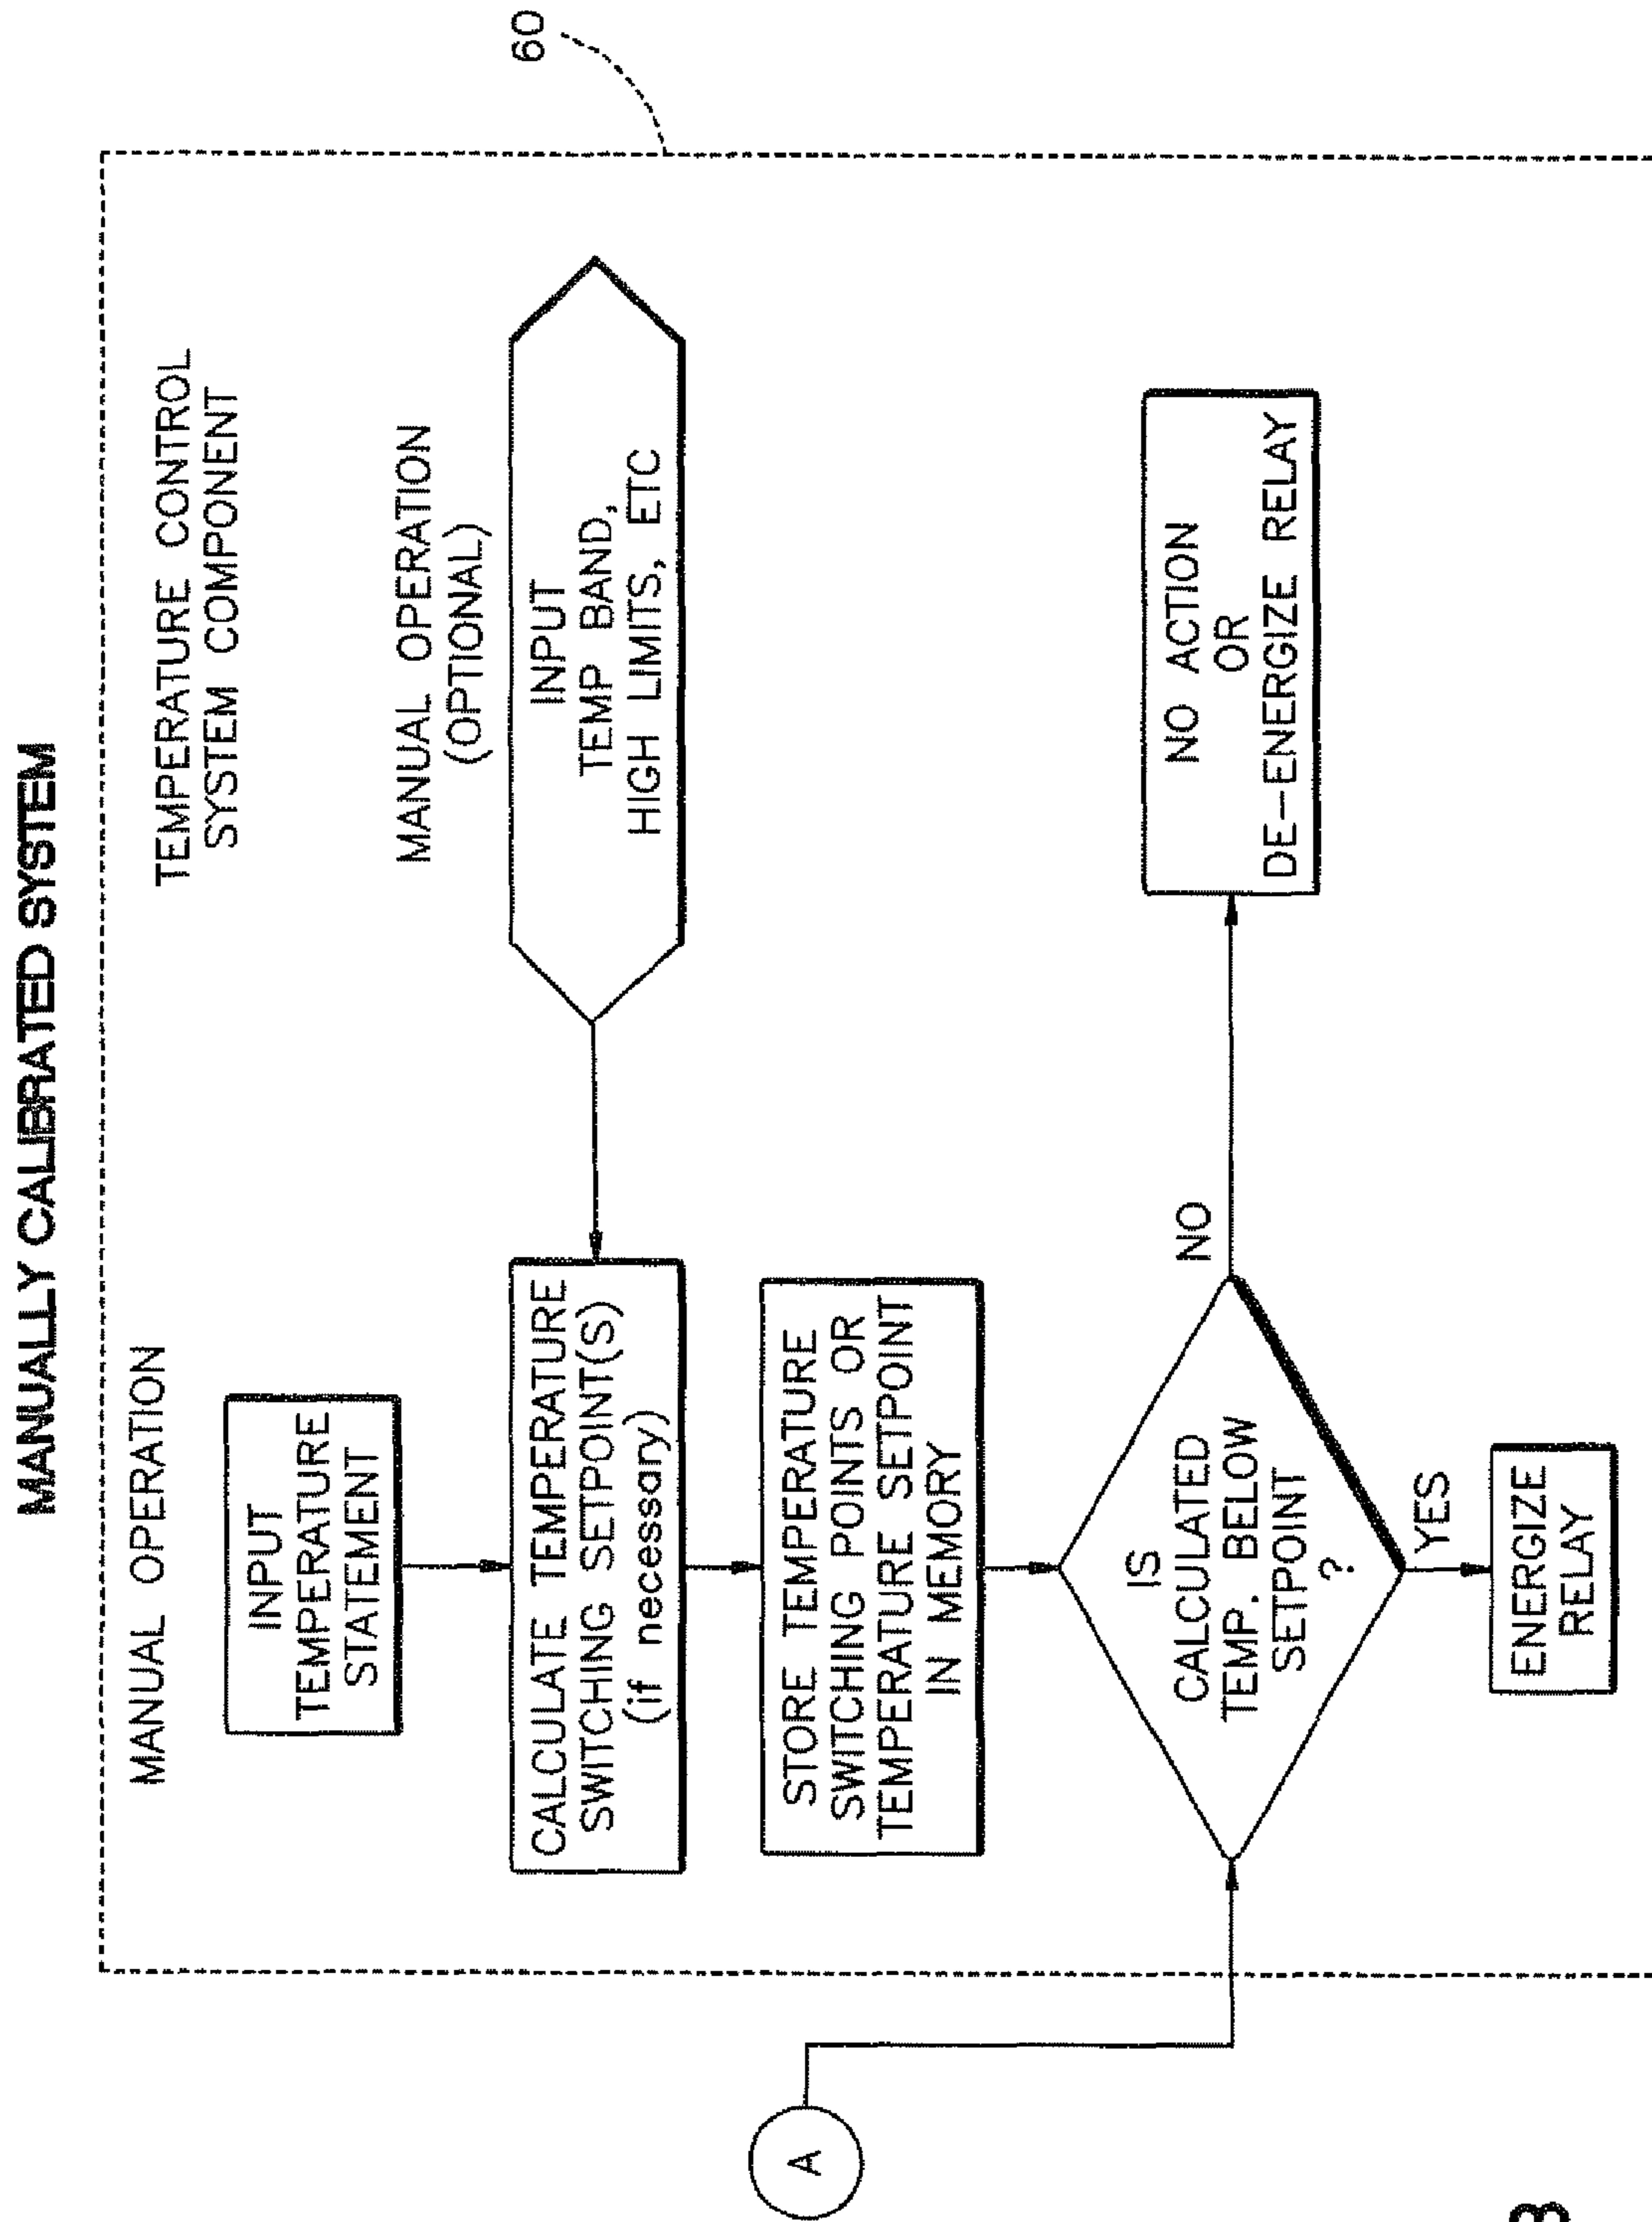 MANUALLY CALIBRATED SYSTEM
MANUAL OPERATION
TEMPERATURE CONTROL
SYSTEM COMPONENT
60
INPUT
TEMPERATURE
STATEMENT
MANUAL OPERATION
(OPTIONAL)
CALCULATE TEMPERATURE
SWITCHING SETPOINT(S)
(if necessary)
INPUT
TEMP BAND,
HIGH LIMITS, ETC
STORE TEMPERATURE
SWITCHING POINTS OR
TEMPERATURE SETPOINT
IN MEMORY
A
IS
CALCULATED
TEMP. BELOW
SETPOINT
?
NO
NO ACTION
OR
DE-ENERGIZE RELAY
YES
ENERGIZE
RELAY